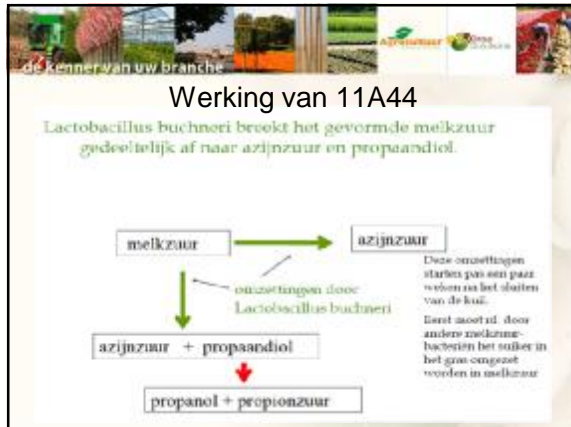 de kenner van uw branche
Werking van 11A44
Lactobacillus buchneri breekt het gevormde melkzuur
gedeeltelijk af naar azijnzuur en propaandiol.
melkzuur
azijnzuur
omzettingen door
Lactobacillus buchneri
azijnzuur + propaandiol
propanol + propionzuur
Deze omzettingen
starten pas een paar
weken na het sluiten
van de kuil.
Eerst moet nl. door
andere melkzuur-
bacteriën het suiker in
het gras omgezet
worden in melkzuur